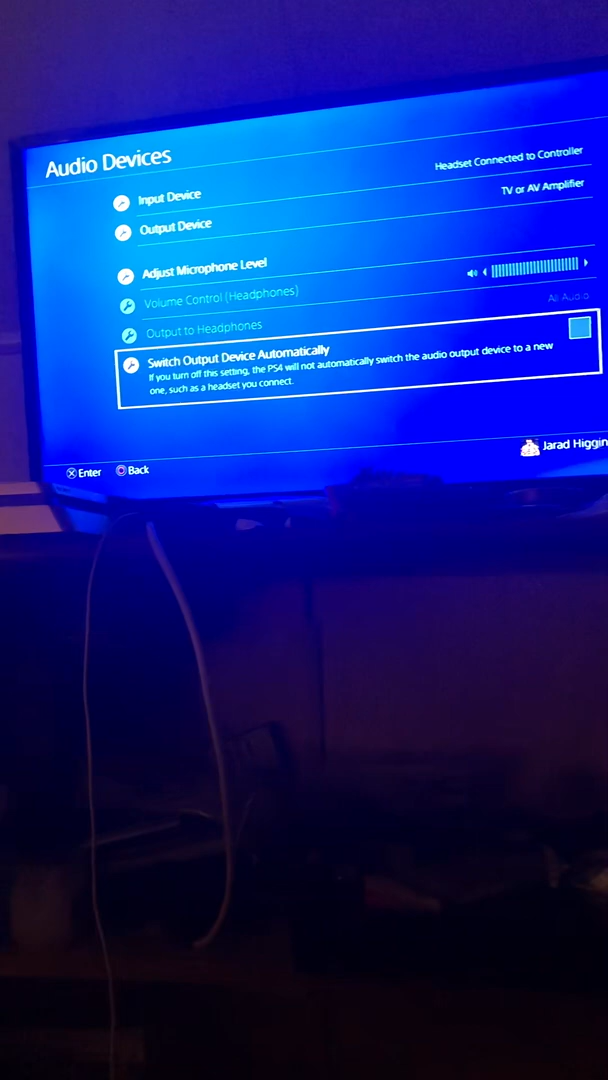 Audio Devices
Input Device
Headset Connected to Controller
Output Device
TV or AV Amplifier
Adjust Microphone Level
Volume Control (Headphones)
Output to Headphones
All Audio
Switch Output Device Automatically
If you turn off this setting, the PS4 will not automatically switch the audio output device to a new
one, such as a headset you connect.
Enter
Back
Jarad Higgin